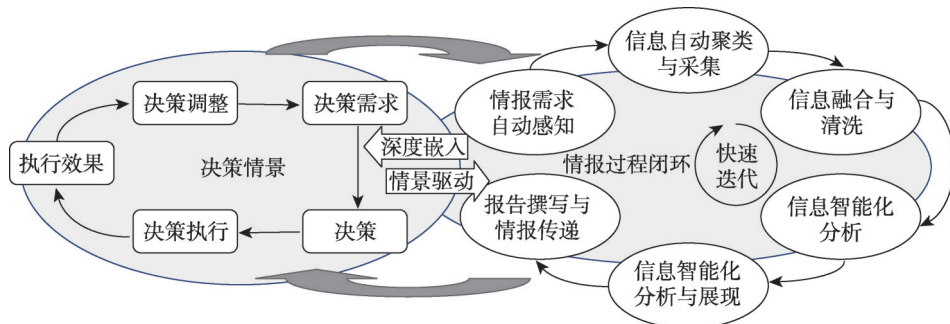 决策调整
决策需求
执行效果
决策情景
决策执行
决策
深度嵌入
情景驱动
情报需求
自动感知
信息自动聚类
与采集
信息融合与
清洗
情报过程闭环
快速
迭代
信息智能化
分析
信息智能化
分析与展现
报告撰写与
情报传递